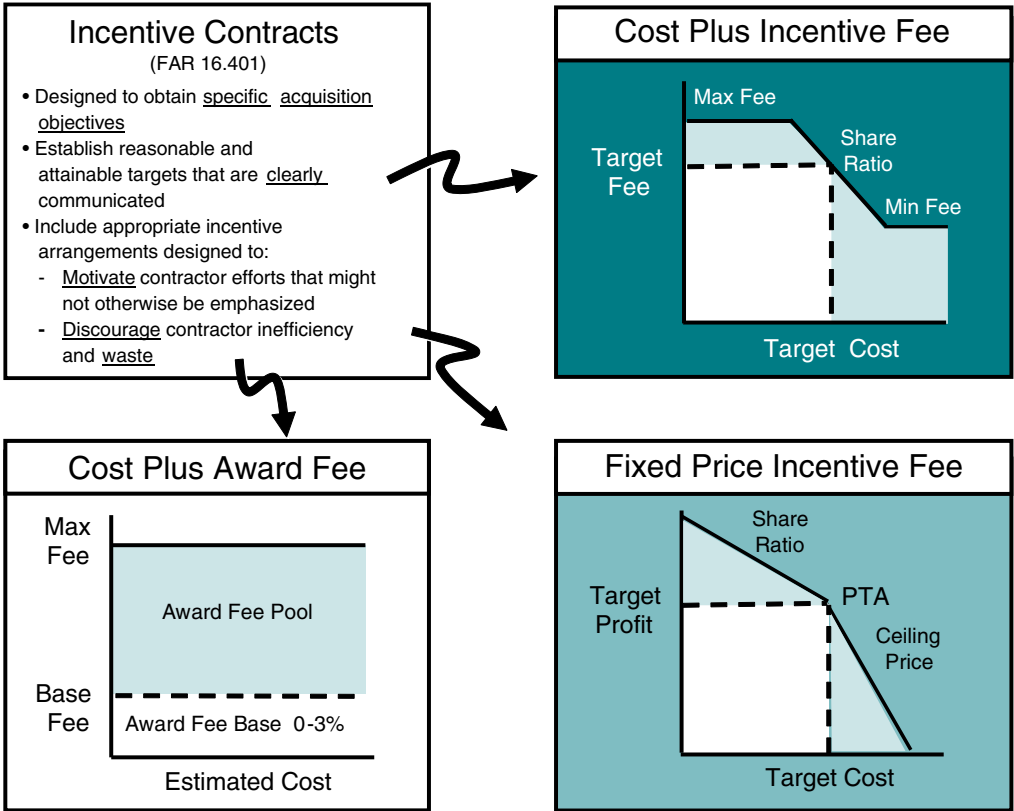 Incentive Contracts
(FAR 16.401)
• Designed to obtain specific acquisition
objectives
• Establish reasonable and
attainable targets that are clearly
communicated
• Include appropriate incentive
arrangements designed to:
- Motivate contractor efforts that might
not otherwise be emphasized
- Discourage contractor inefficiency
and waste
Cost Plus Incentive Fee
Max Fee
Share
Ratio
Target
Fee
Min Fee
Target Cost
Cost Plus Award Fee
Max
Fee
Award Fee Pool
Base
Fee
Award Fee Base 0-3%
Estimated Cost
Fixed Price Incentive Fee
Share
Ratio
Target
Profit
PTA
Ceiling
Price
Target Cost